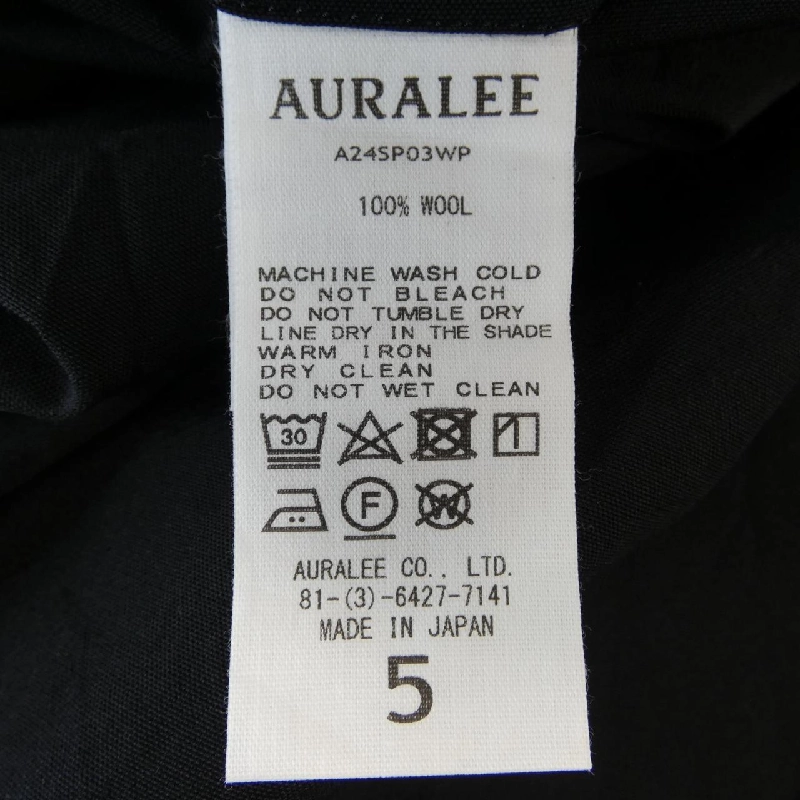 AURALEE
A24SP03WP
100% WOOL
MACHINE WASH COLD
DO NOT BLEACH
DO NOT TUMBLE DRY
LINE DRY IN THE SHADE
WARM IRON
DRY CLEAN
DO NOT WET CLEAN
30
F W
AURALEE CO., LTD.
81-(3)-6427-7141
MADE IN JAPAN
5